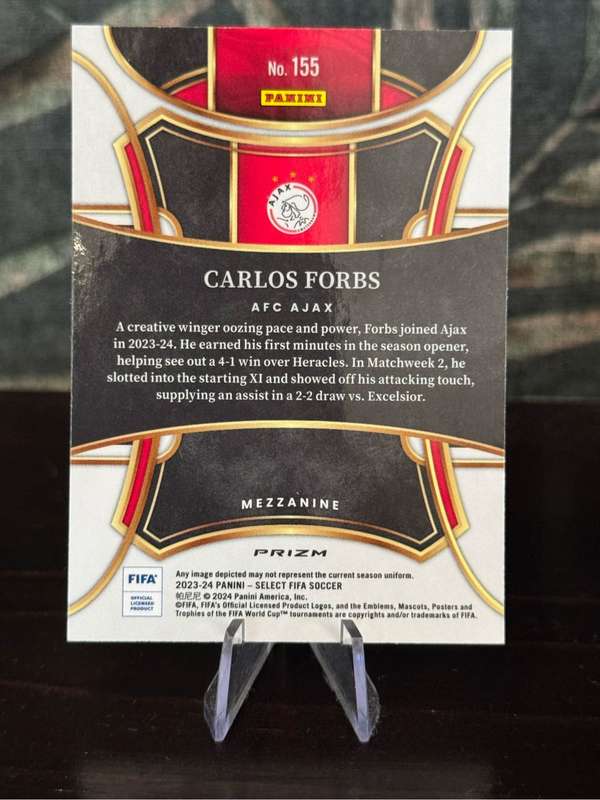 No. 155
PANINI
AJAX
CARLOS FORBS
AFC AJAX
A creative winger oozing pace and power, Forbs joined Ajax
in 2023-24. He earned his first minutes in the season opener,
helping see out a 4-1 win over Heracles. In Matchweek 2, he
slotted into the starting XI and showed off his attacking touch,
supplying an assist in a 2-2 draw vs. Excelsior.
MEZZANINE
PRIZM
FIFA®
OFFICIAL
LICENSED
PRODUCT
Any image depicted may not represent the current season uniform.
2023-24 PANINI – SELECT FIFA SOCCER
帕尼尼 © 2024 Panini America, Inc.
©FIFA, FIFA's Official Licensed Product Logos, and the Emblems, Mascots, Posters and
Trophies of the FIFA World Cup™ tournaments are copyrights and/or trademarks of FIFA.